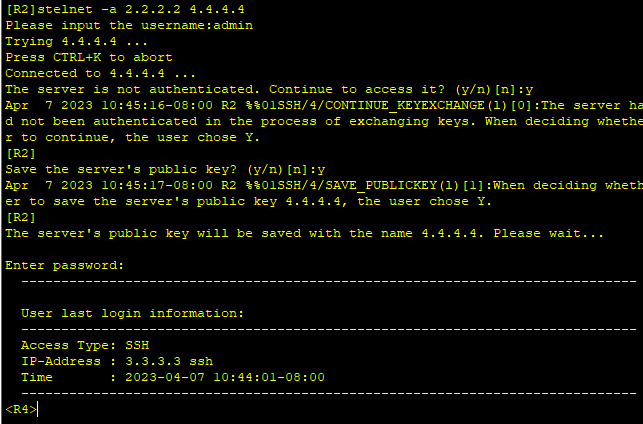 [R2]stelnet -a 2.2.2.2 4.4.4.4
Please input the username:admin
Trying 4.4.4.4 ...
Press CTRL+K to abort
Connected to 4.4.4.4 ...
The server is not authenticated. Continue to access it? (y/n)[n]:y
Apr  7 2023 10:45:16-08:00 R2 %%01SSH/4/CONTINUE_KEYEXCHANGE(l)[0]:The server ha
d not been authenticated in the process of exchanging keys. When deciding whethe
r to continue, the user chose Y.
[R2]
Save the server's public key? (y/n)[n]:y
Apr  7 2023 10:45:17-08:00 R2 %%01SSH/4/SAVE_PUBLICKEY(l)[1]:When deciding wheth
er to save the server's public key 4.4.4.4, the user chose Y.
[R2]
The server's public key will be saved with the name 4.4.4.4. Please wait...
Enter password:
  -----------------------------------------------------------------------------
  User last login information:
  -----------------------------------------------------------------------------
  Access Type: SSH
  IP-Address : 3.3.3.3 ssh
  Time       : 2023-04-07 10:44:01-08:00
  -----------------------------------------------------------------------------
<R4>